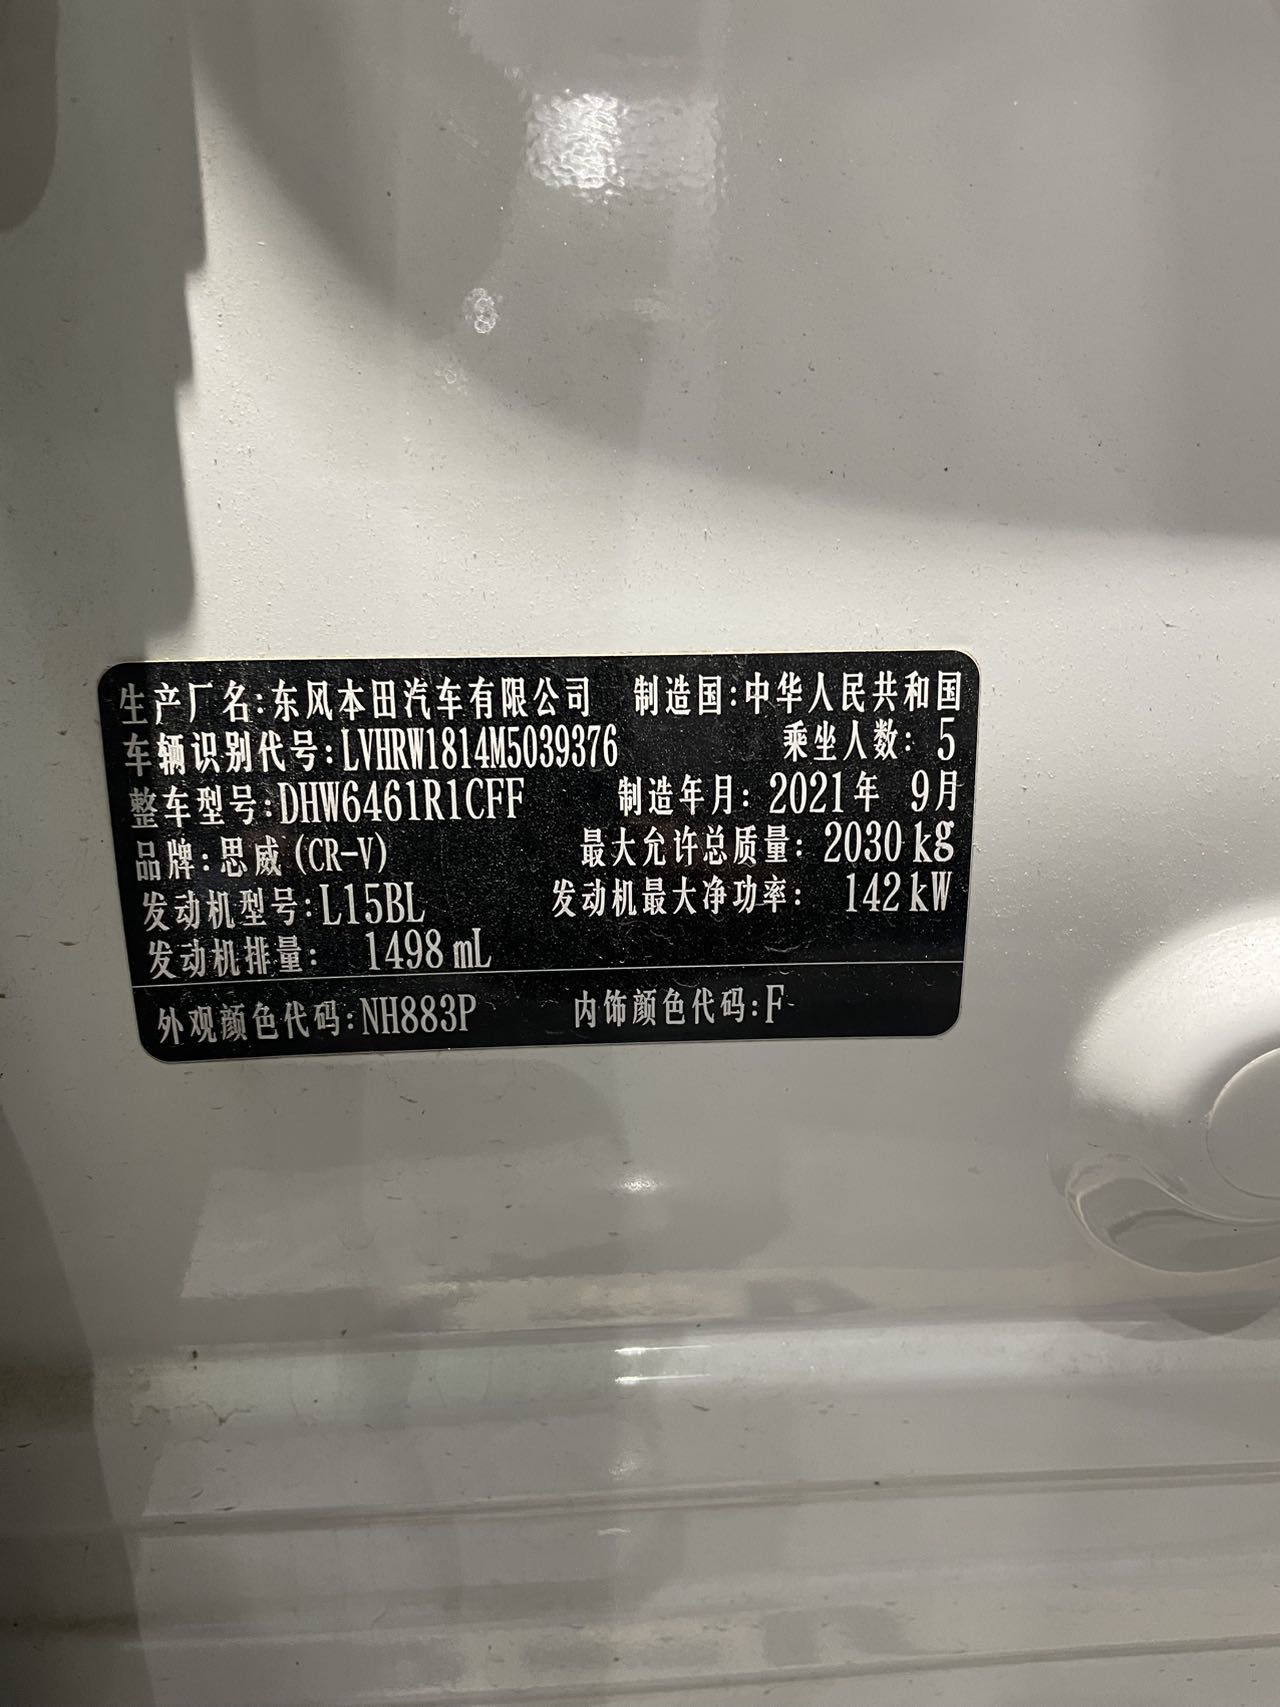 生产厂名:东风本田汽车有限公司 制造国:中华人民共和国
车辆识别代号:LVHRW1814M5039376 乘坐人数: 5
整车型号:DHW6461R1CFF 制造年月: 2021年 9月
品牌:思威(CR-V) 最大允许总质量: 2030 kg
发动机型号:L15BL 发动机最大净功率: 142 kW
发动机排量: 1498 mL
外观颜色代码:NH883P 内饰颜色代码:F-